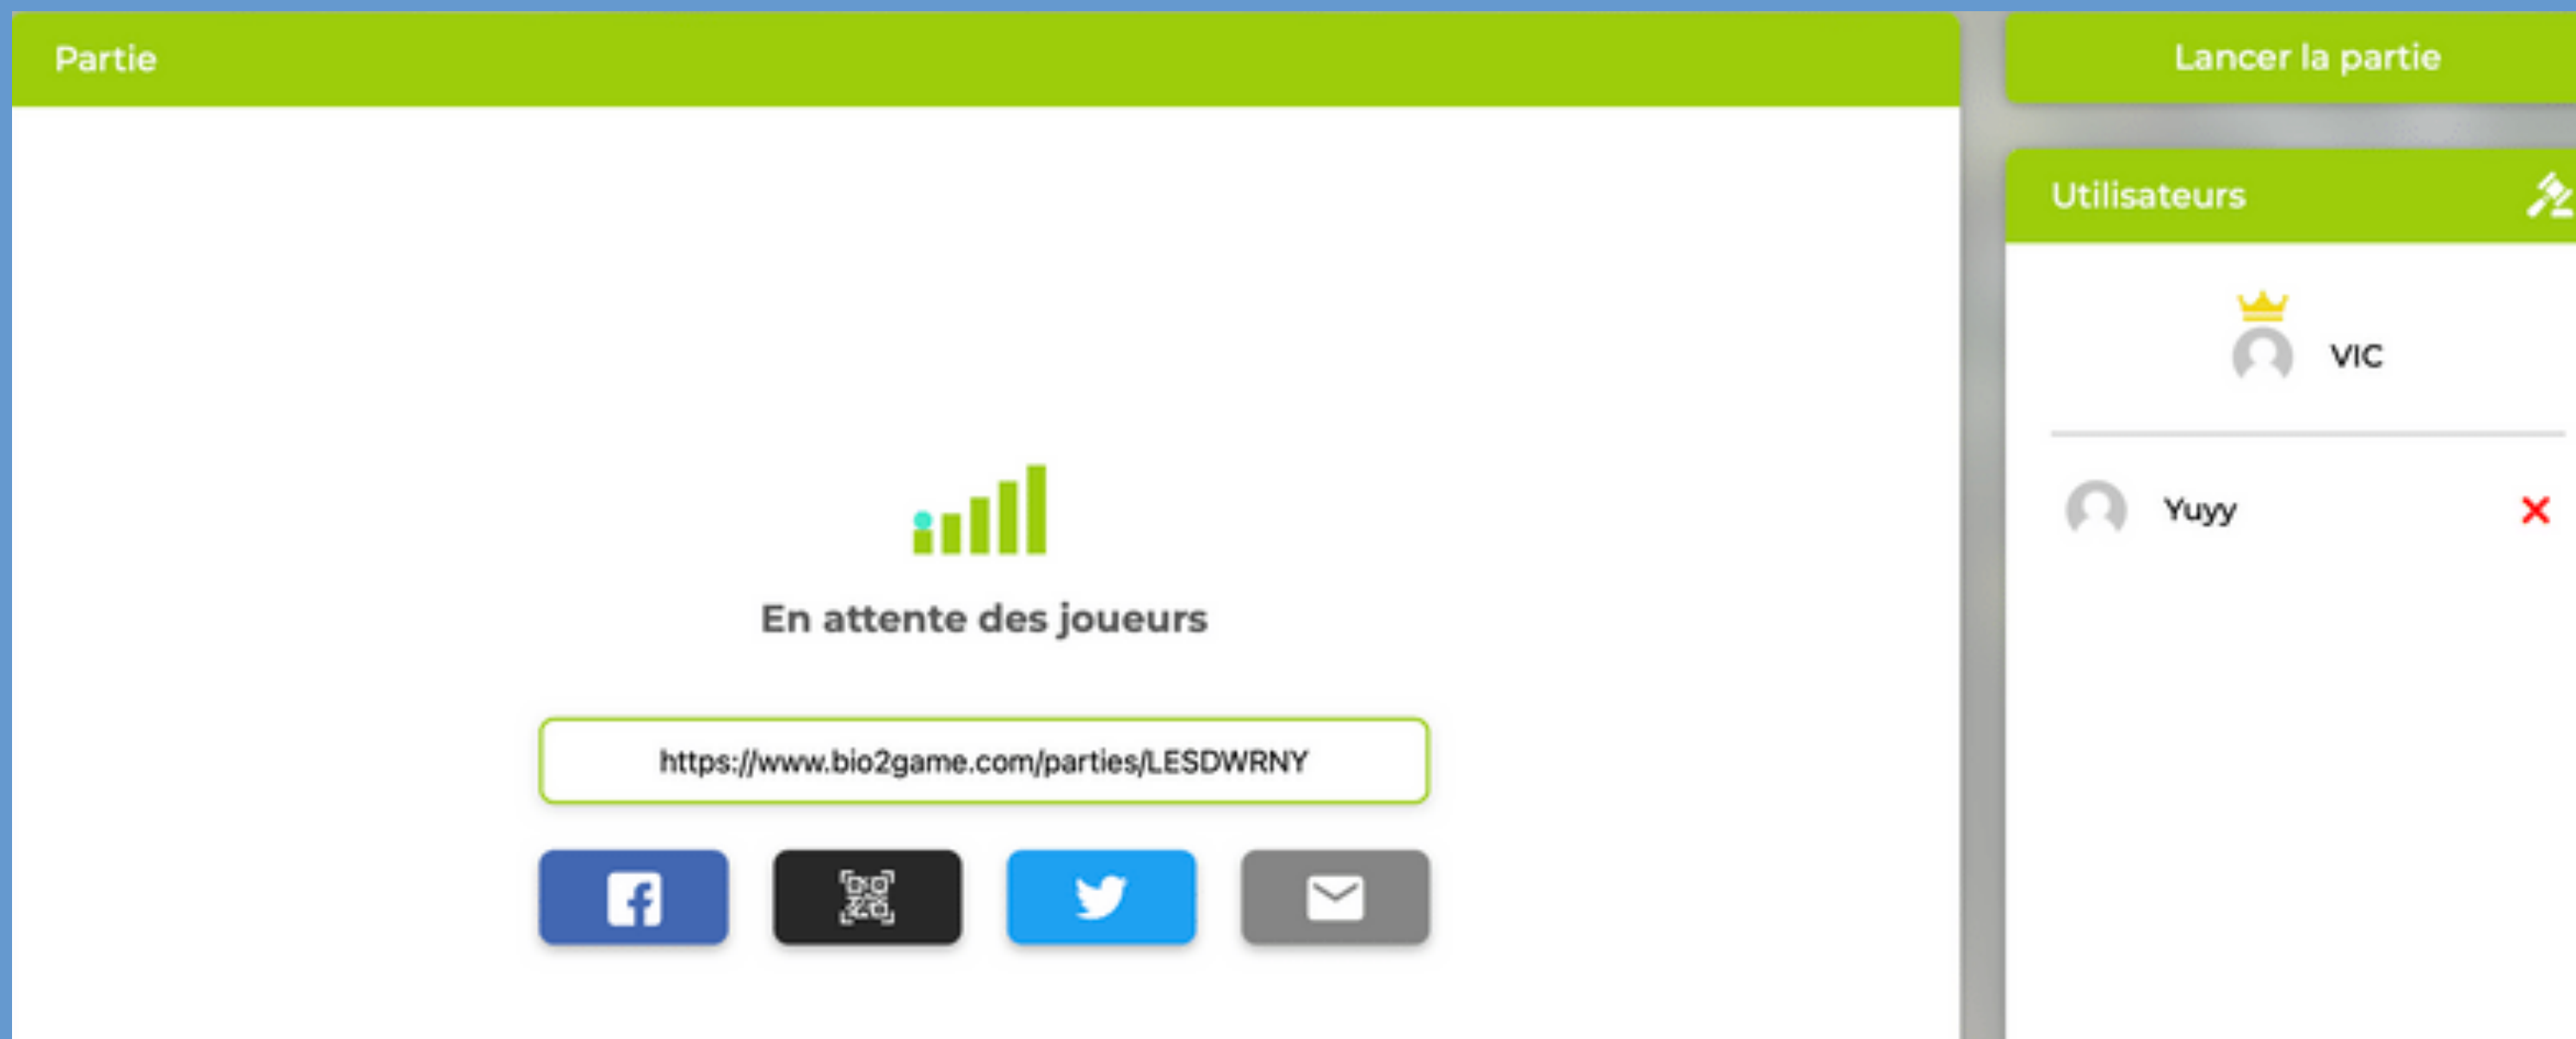 Partie
En attente des joueurs
https://www.bio2game.com/parties/LESDWRNY
Lancer la partie
Utilisateurs
VIC
Yuyy